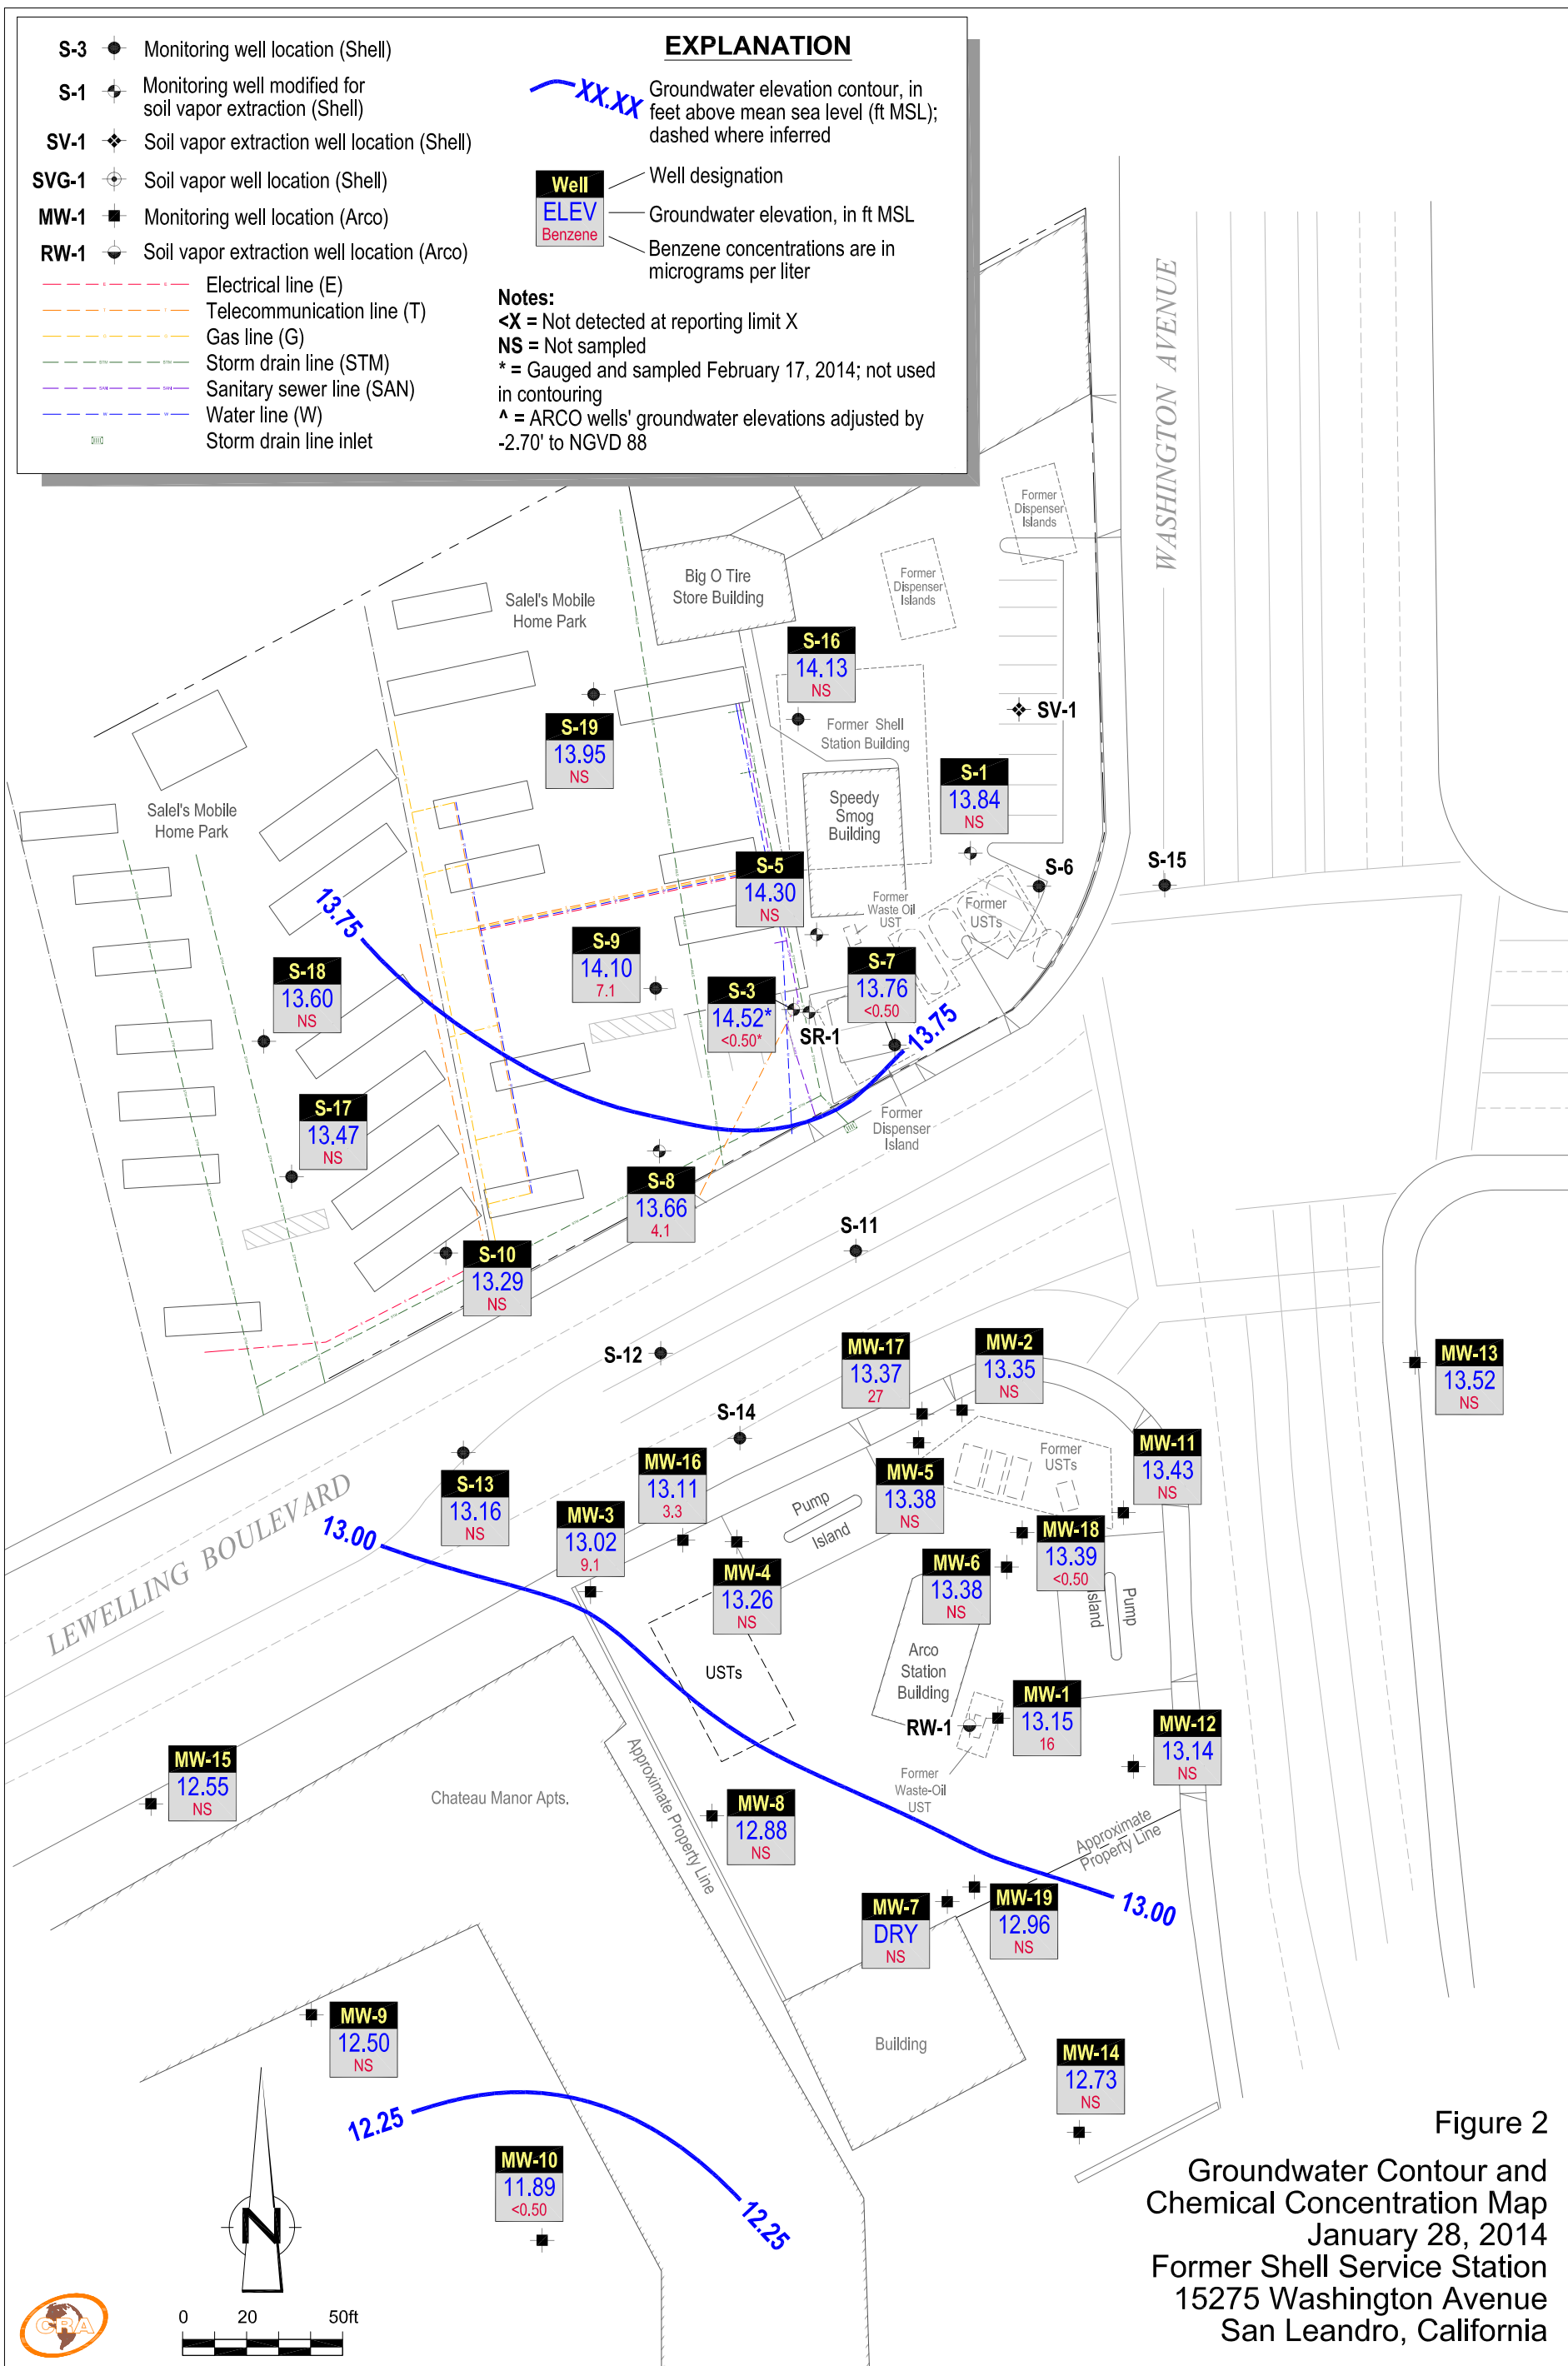 EXPLANATION
S-3 Monitoring well location (Shell)
S-1 Monitoring well modified for
soil vapor extraction (Shell)
SV-1 Soil vapor extraction well location (Shell)
SVG-1 Soil vapor well location (Shell)
MW-1 Monitoring well location (Arco)
RW-1 Soil vapor extraction well location (Arco)
Electrical line (E)
Telecommunication line (T)
Gas line (G)
Storm drain line (STM)
Sanitary sewer line (SAN)
Water line (W)
Storm drain line inlet
XX.XX
Groundwater elevation contour, in
feet above mean sea level (ft MSL);
dashed where inferred
Well
ELEV
Benzene
Well designation
Groundwater elevation, in ft MSL
Benzene concentrations are in
micrograms per liter
Notes:
<X = Not detected at reporting limit X
NS = Not sampled
* = Gauged and sampled February 17, 2014; not used
in contouring
^ = ARCO wells' groundwater elevations adjusted by
-2.70' to NGVD 88
WASHINGTON AVENUE
Former
Dispenser
Islands
Former
Dispenser
Islands
Big O Tire
Store Building
Salel's Mobile
Home Park
S-16
14.13
NS
S-19
13.95
NS
Former Shell
Station Building
SV-1
Salel's Mobile
Home Park
Speedy
Smog
Building
S-1
13.84
NS
S-5
14.30
NS
S-6
S-15
Former
Waste Oil
UST
Former
USTs
13.75
S-9
14.10
7.1
S-18
13.60
NS
S-7
13.76
<0.50
S-3
14.52*
<0.50*
SR-1
13.75
S-17
13.47
NS
Former
Dispenser
Island
S-8
13.66
4.1
S-11
S-10
13.29
NS
S-12
MW-17
13.37
27
MW-2
13.35
NS
MW-13
13.52
NS
S-14
MW-11
13.43
NS
Former
USTs
MW-16
13.11
3.3
MW-5
13.38
NS
S-13
13.16
NS
Pump
Island
MW-3
13.02
9.1
MW-18
13.39
<0.50
LEWELLING BOULEVARD
13.00
MW-4
13.26
NS
MW-6
13.38
NS
Pump
Island
Arco
Station
Building
USTs
MW-1
13.15
16
RW-1
MW-12
13.14
NS
MW-15
12.55
NS
Approximate Property Line
Former
Waste-Oil
UST
Chateau Manor Apts.
MW-8
12.88
NS
Approximate
Property Line
MW-7
DRY
NS
MW-19
12.96
NS
13.00
MW-9
12.50
NS
Building
MW-14
12.73
NS
12.25
MW-10
11.89
<0.50
12.25
N
0 20 50ft
CRA
Figure 2
Groundwater Contour and
Chemical Concentration Map
January 28, 2014
Former Shell Service Station
15275 Washington Avenue
San Leandro, California